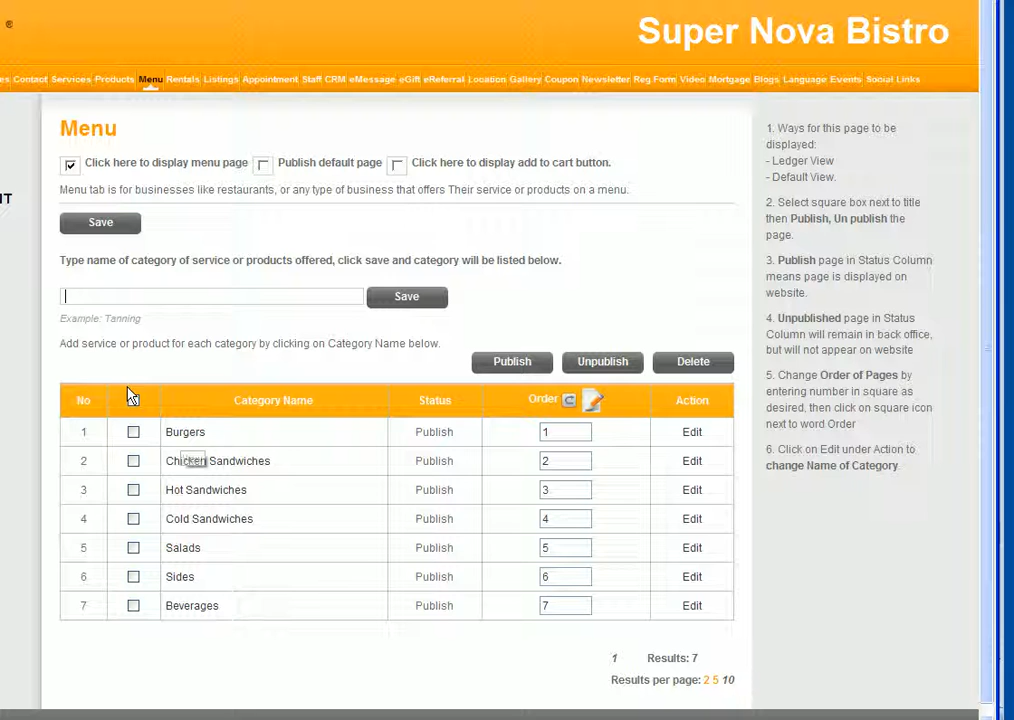 ®
Super Nova Bistro
es Contact Services Products Menu Rentals Listings Appointment Staff CRM eMessage eGift eReferral Location Gallery Coupon Newsletter Reg.Form Video Mortgage Blogs Language Events Social Links
Menu
Click here to display menu page Publish default page Click here to display add to cart button.
Menu tab is for businesses like restaurants, or any type of business that offers Their service or products on a menu.
Save
Type name of category of service or products offered, click save and category will be listed below.
Save
Example: Tanning
Add service or product for each category by clicking on Category Name below.
Publish Unpublish Delete
No Category Name Status Order Action
1 Burgers Publish 1 Edit
2 Chicken Sandwiches Publish 2 Edit
3 Hot Sandwiches Publish 3 Edit
4 Cold Sandwiches Publish 4 Edit
5 Salads Publish 5 Edit
6 Sides Publish 6 Edit
7 Beverages Publish 7 Edit
1 Results: 7
Results per page: 2 5 10
IT
1. Ways for this page to be
displayed:
- Ledger View
- Default View.
2. Select square box next to title
then Publish, Un publish the
page.
3. Publish page in Status Column
means page is displayed on
website.
4. Unpublished page in Status
Column will remain in back office,
but will not appear on website
5. Change Order of Pages by
entering number in square as
desired, then click on square icon
next to word Order
6. Click on Edit under Action to
change Name of Category.